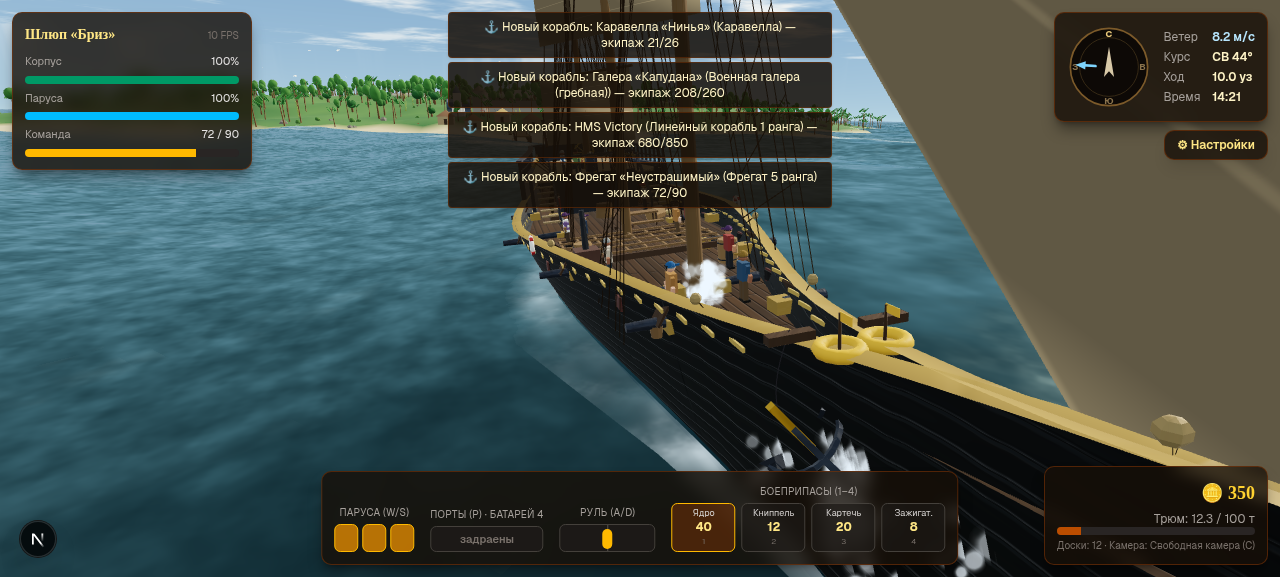 Шлюп «Бриз»
10 FPS
Корпус 100%
Паруса 100%
Команда 72 / 90
⚓ Новый корабль: Каравелла «Нинья» (Каравелла) —
экипаж 21/26
⚓ Новый корабль: Галера «Капудана» (Военная галера
(гребная)) — экипаж 208/260
⚓ Новый корабль: HMS Victory (Линейный корабль 1 ранга) —
экипаж 680/850
⚓ Новый корабль: Фрегат «Неустрашимый» (Фрегат 5 ранга)
— экипаж 72/90
С
З
В
Ю
Ветер 8.2 м/с
Курс СВ 44°
Ход 10.0 уз
Время 14:21
⚙ Настройки
N
ПАРУСА (W/S)
ПОРТЫ (P) · БАТАРЕЙ 4
задраены
РУЛЬ (A/D)
БОЕПРИПАСЫ (1–4)
Ядро
40
1
Книппель
12
2
Картечь
20
3
Зажигат.
8
4
350
Трюм: 12.3 / 100 т
Доски: 12 · Камера: Свободная камера (C)